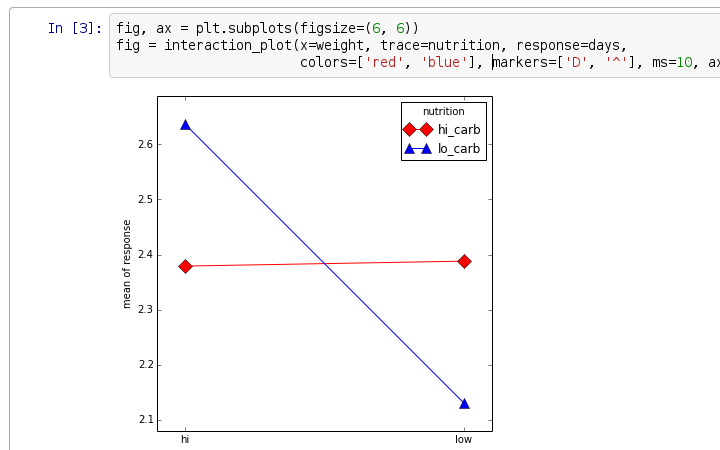 In [3]: fig, ax = plt.subplots(figsize=(6, 6))
fig = interaction_plot(x=weight, trace=nutrition, response=days,
colors=['red', 'blue'], markers=['D', '^'], ms=10, ax
nutrition
hi_carb
lo_carb
2.6
2.5
2.4
2.3
2.2
2.1
mean of response
hi low